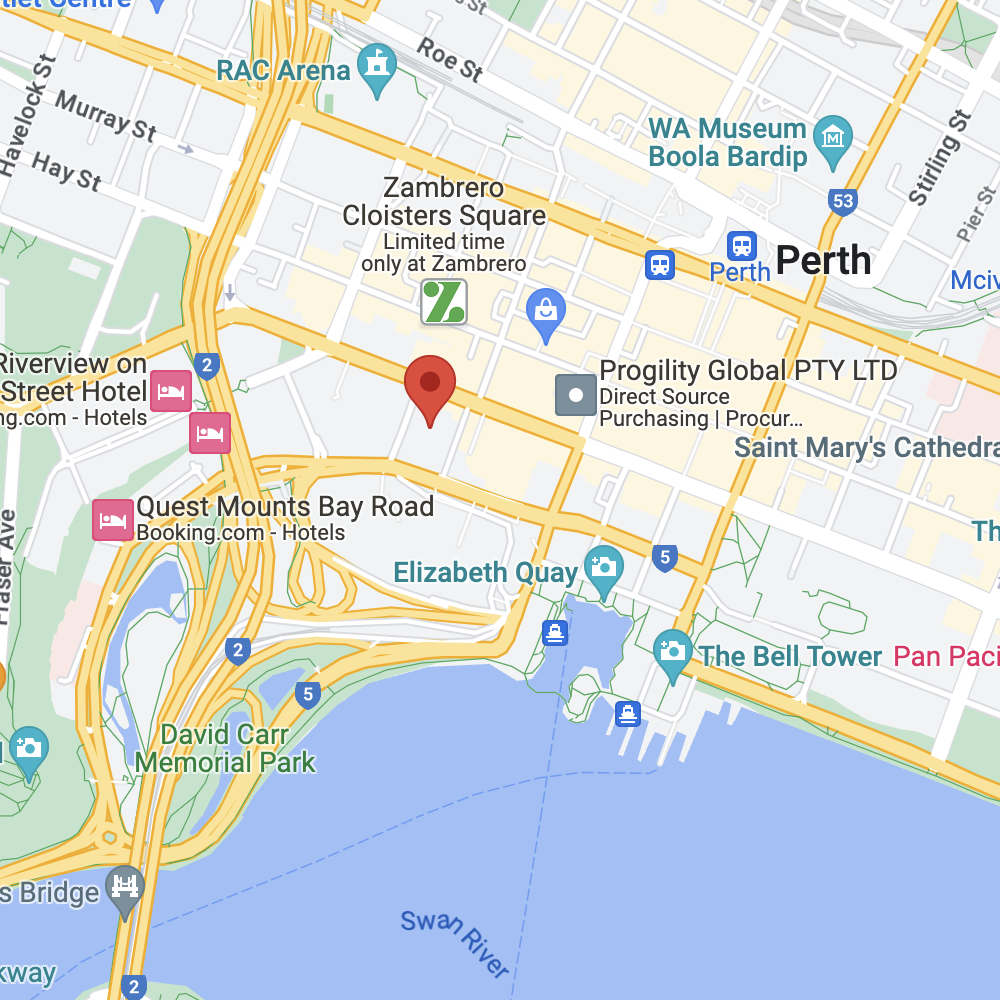 tlet Centre
s St
Roe St
RAC Arena
Havelock St
Murray St
Hay St
WA Museum
Boola Bardip
Stirling St
Pier St
53
Zambrero
Cloisters Square
Limited time
only at Zambrero
Perth
Perth
Mciv
2
Riverview on
Street Hotel
ng.com - Hotels
Progility Global PTY LTD
Direct Source
Purchasing | Procur...
Saint Mary's Cathedra
Quest Mounts Bay Road
Booking.com - Hotels
Th
Fraser Ave
Elizabeth Quay
5
2
The Bell Tower
Pan Paci
5
David Carr
Memorial Park
s Bridge
Swan River
kway
2